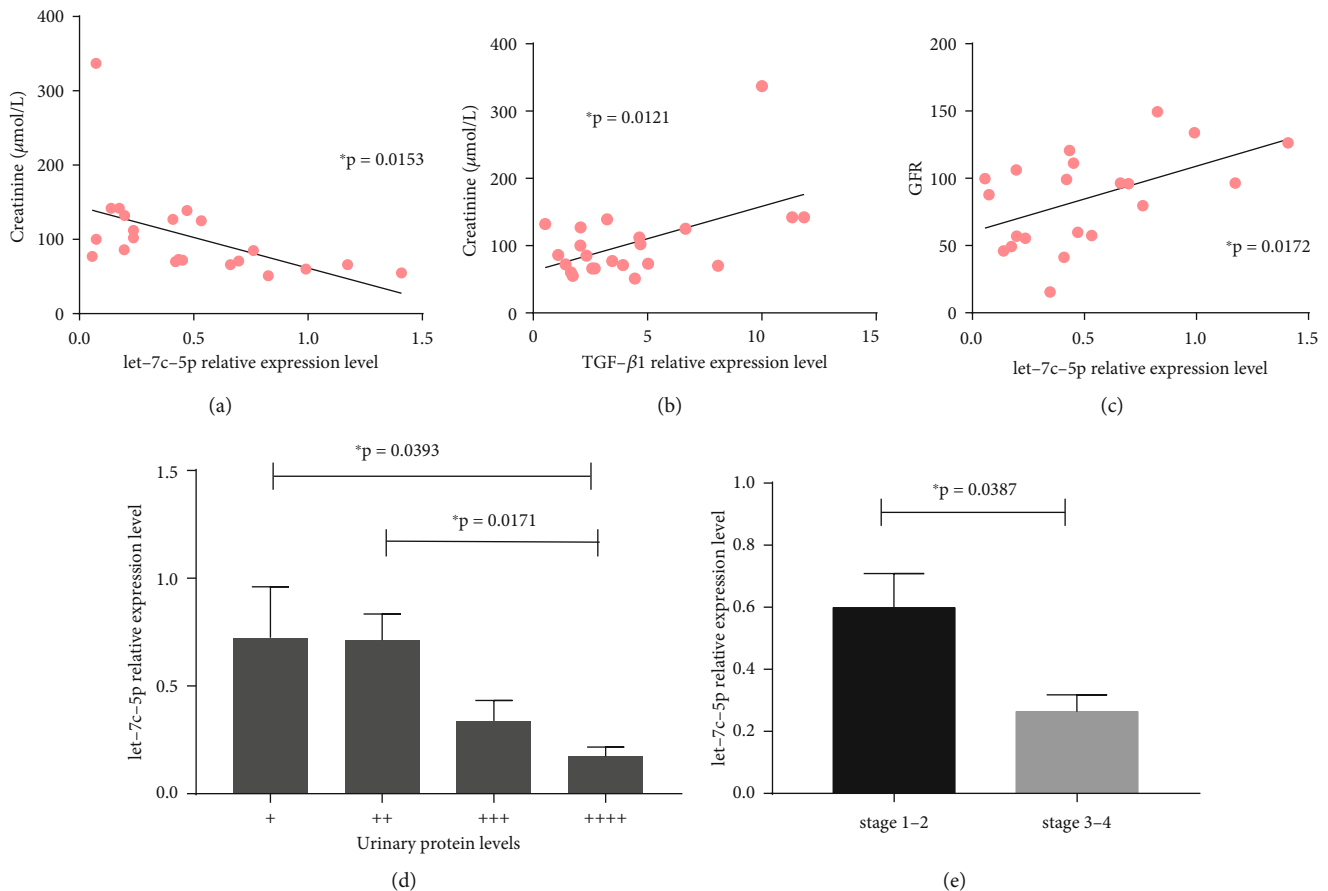 400
300
200
100
0
Creatinine (μmol/L)
*p = 0.0153
0.0
0.5
1.0
1.5
let–7c–5p relative expression level
(a)
400
300
200
100
0
Creatinine (μmol/L)
*p = 0.0121
0
5
10
15
TGF–β1 relative expression level
(b)
200
150
100
50
0
GFR
*p = 0.0172
0.0
0.5
1.0
1.5
let–7c–5p relative expression level
(c)
1.5
1.0
0.5
0.0
let–7c–5p relative expression level
*p = 0.0393
*p = 0.0171
+
++
+++
++++
Urinary protein levels
(d)
1.0
0.8
0.6
0.4
0.2
0.0
let–7c–5p relative expression level
*p = 0.0387
stage 1–2
stage 3–4
(e)